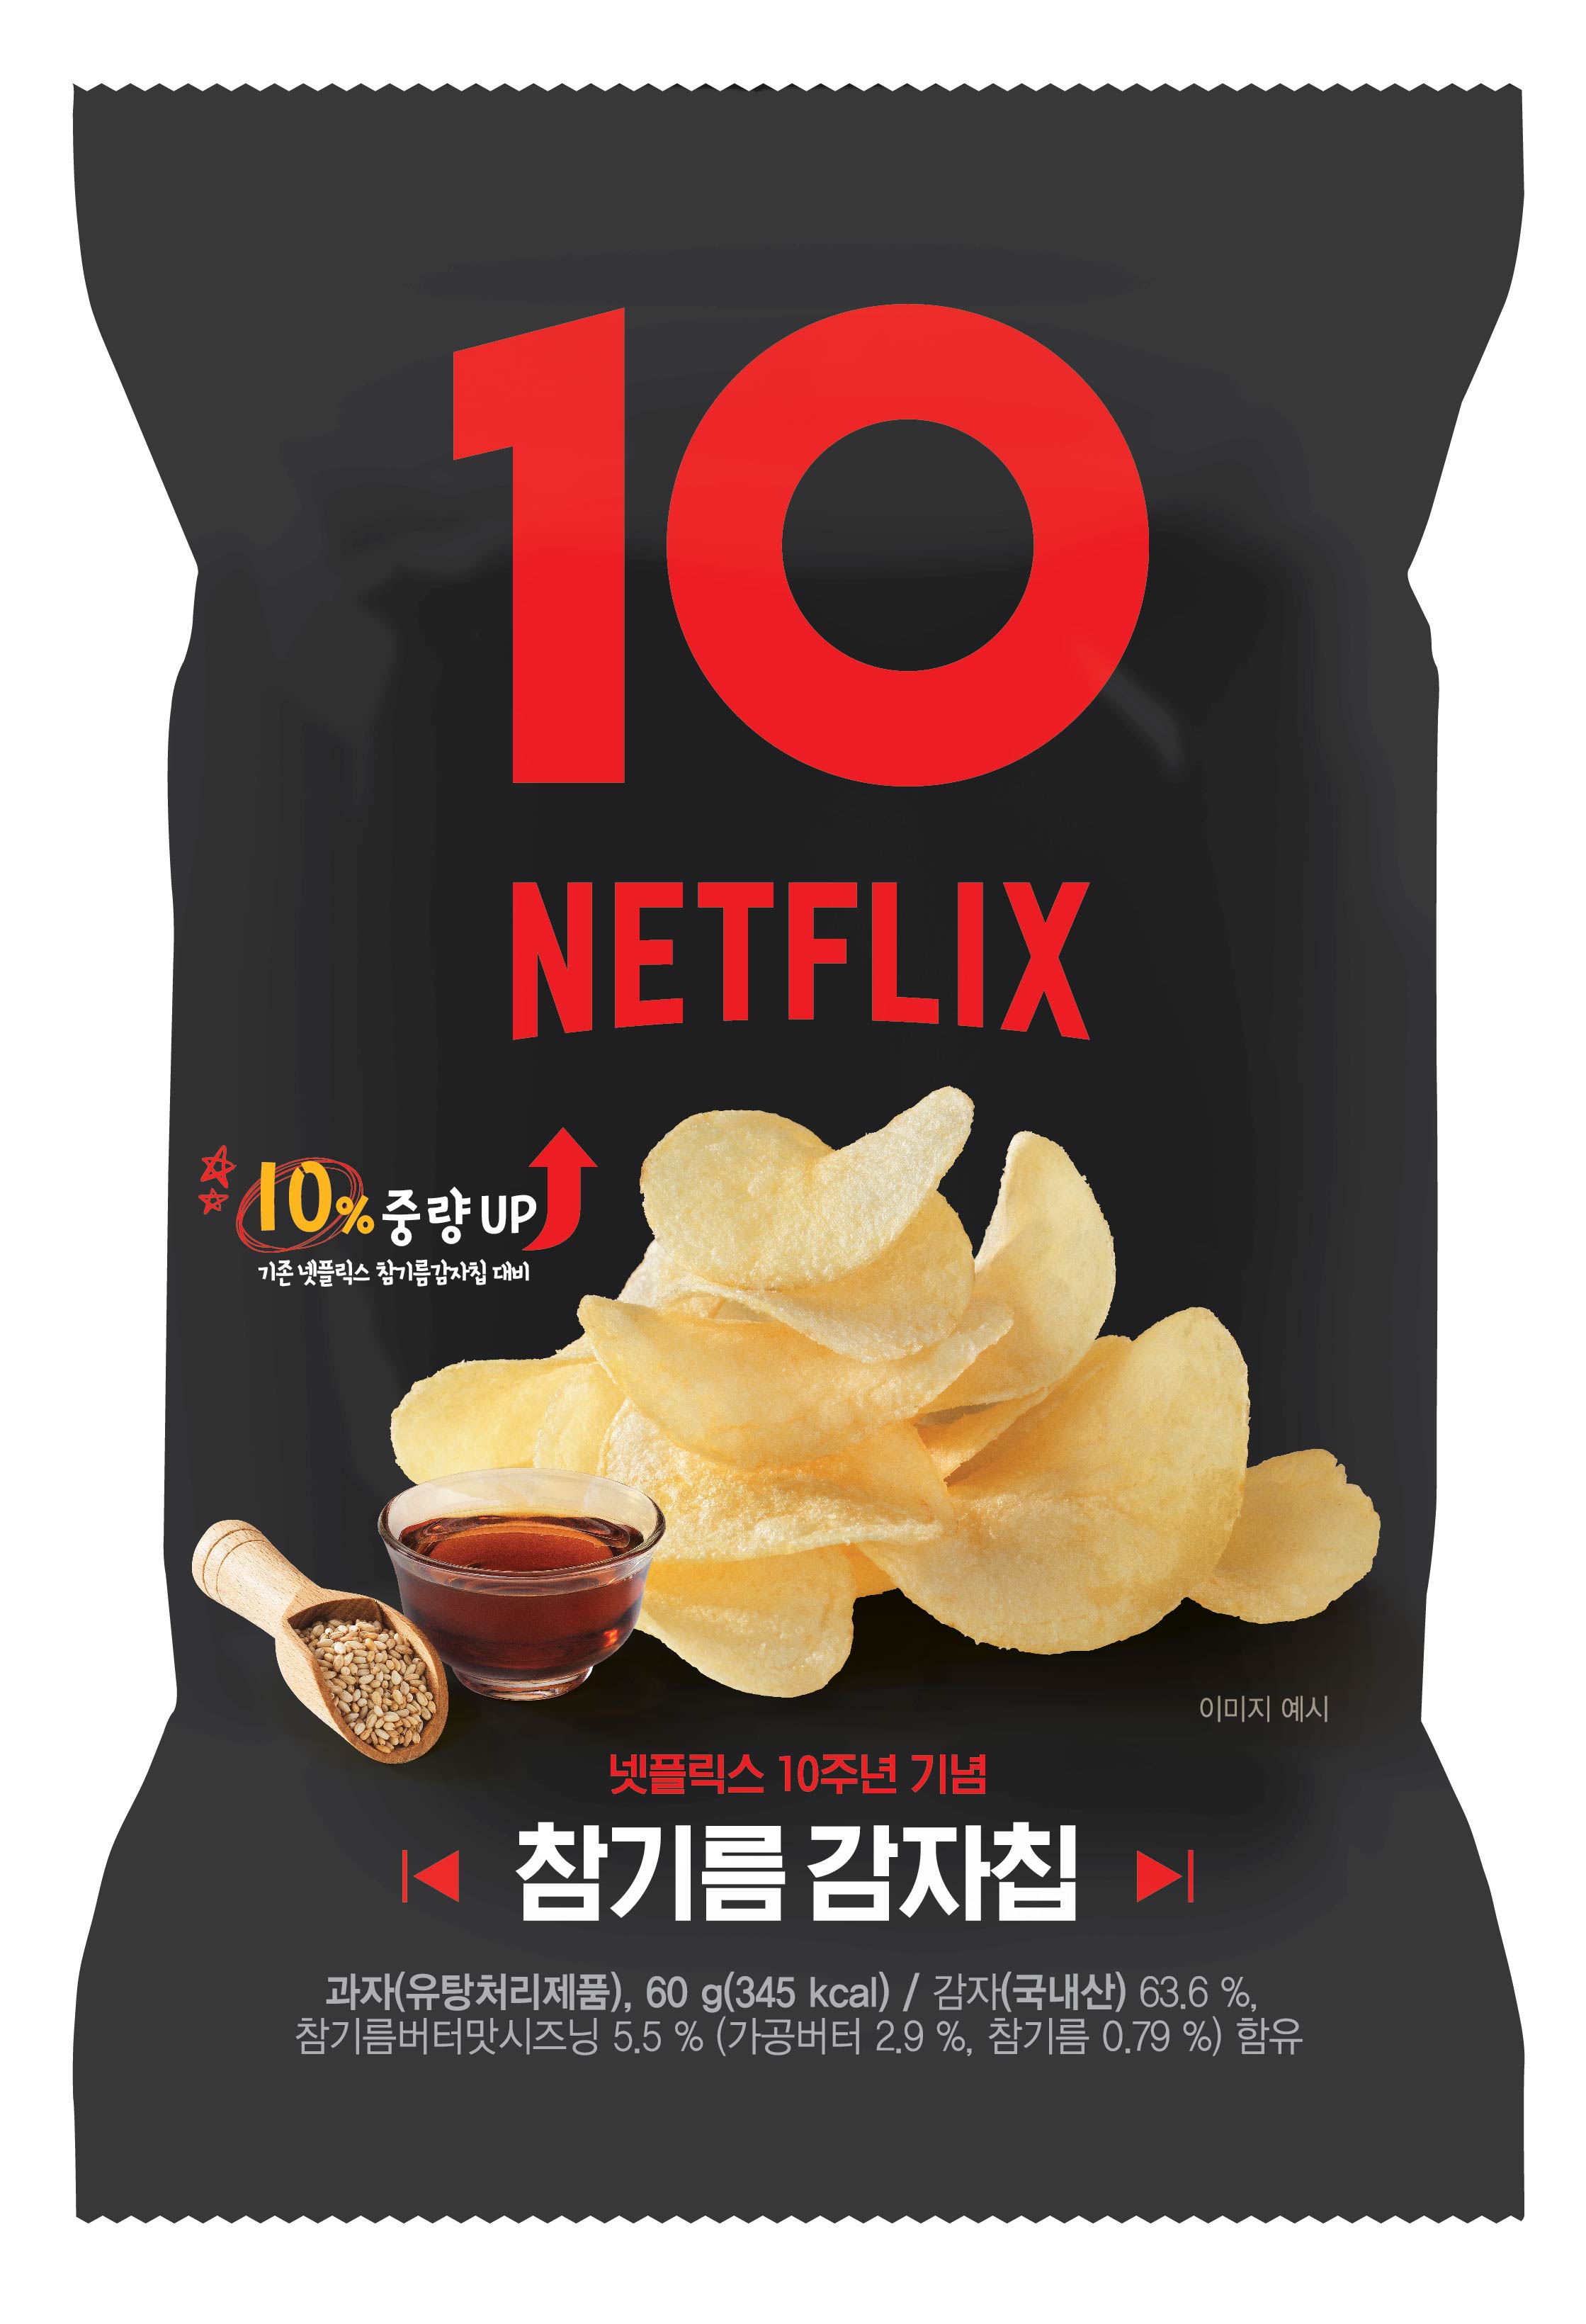 10
NETFLIX
10% 중량 UP
기존 넷플릭스 참기름감자칩 대비
이미지 예시
넷플릭스 10주년 기념
참기름 감자칩
과자(유탕처리제품), 60 g(345 kcal) / 감자(국내산) 63.6 %,
참기름버터맛시즈닝 5.5 % (가공버터 2.9 %, 참기름 0.79 %) 함유